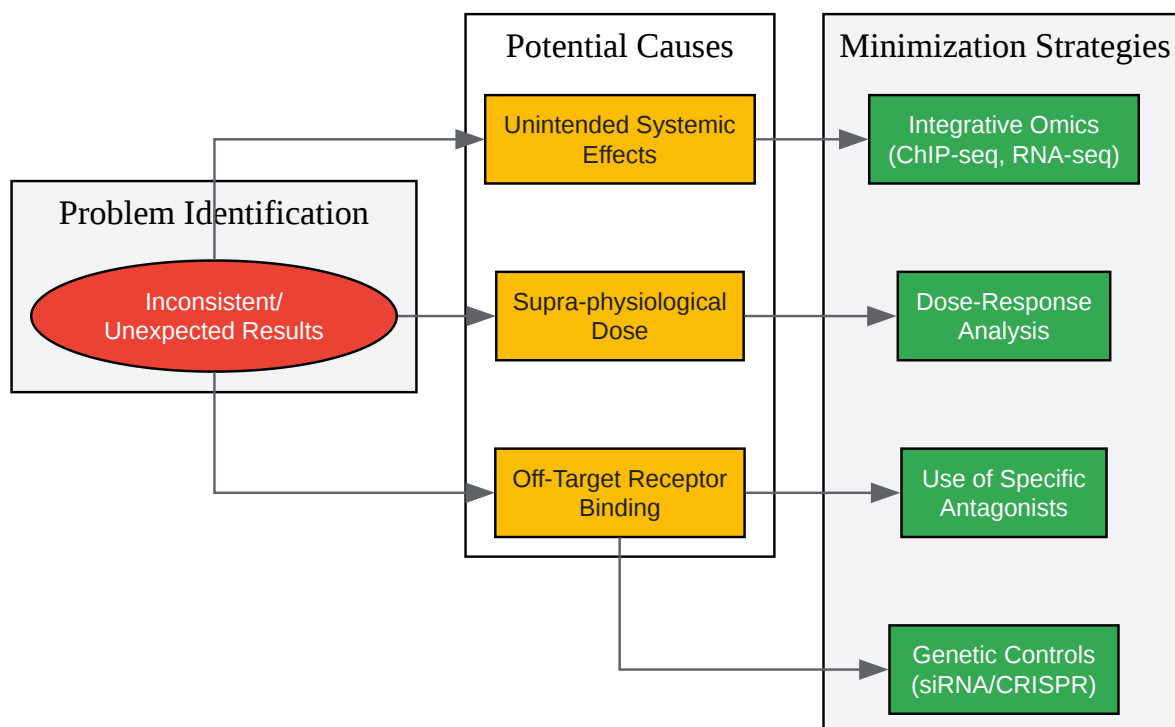 Problem Identification
Inconsistent/
Unexpected Results
Potential Causes
Unintended Systemic
Effects
Supra-physiological
Dose
Off-Target Receptor
Binding
Minimization Strategies
Integrative Omics
(ChIP-seq, RNA-seq)
Dose-Response
Analysis
Use of Specific
Antagonists
Genetic Controls
(siRNA/CRISPR)